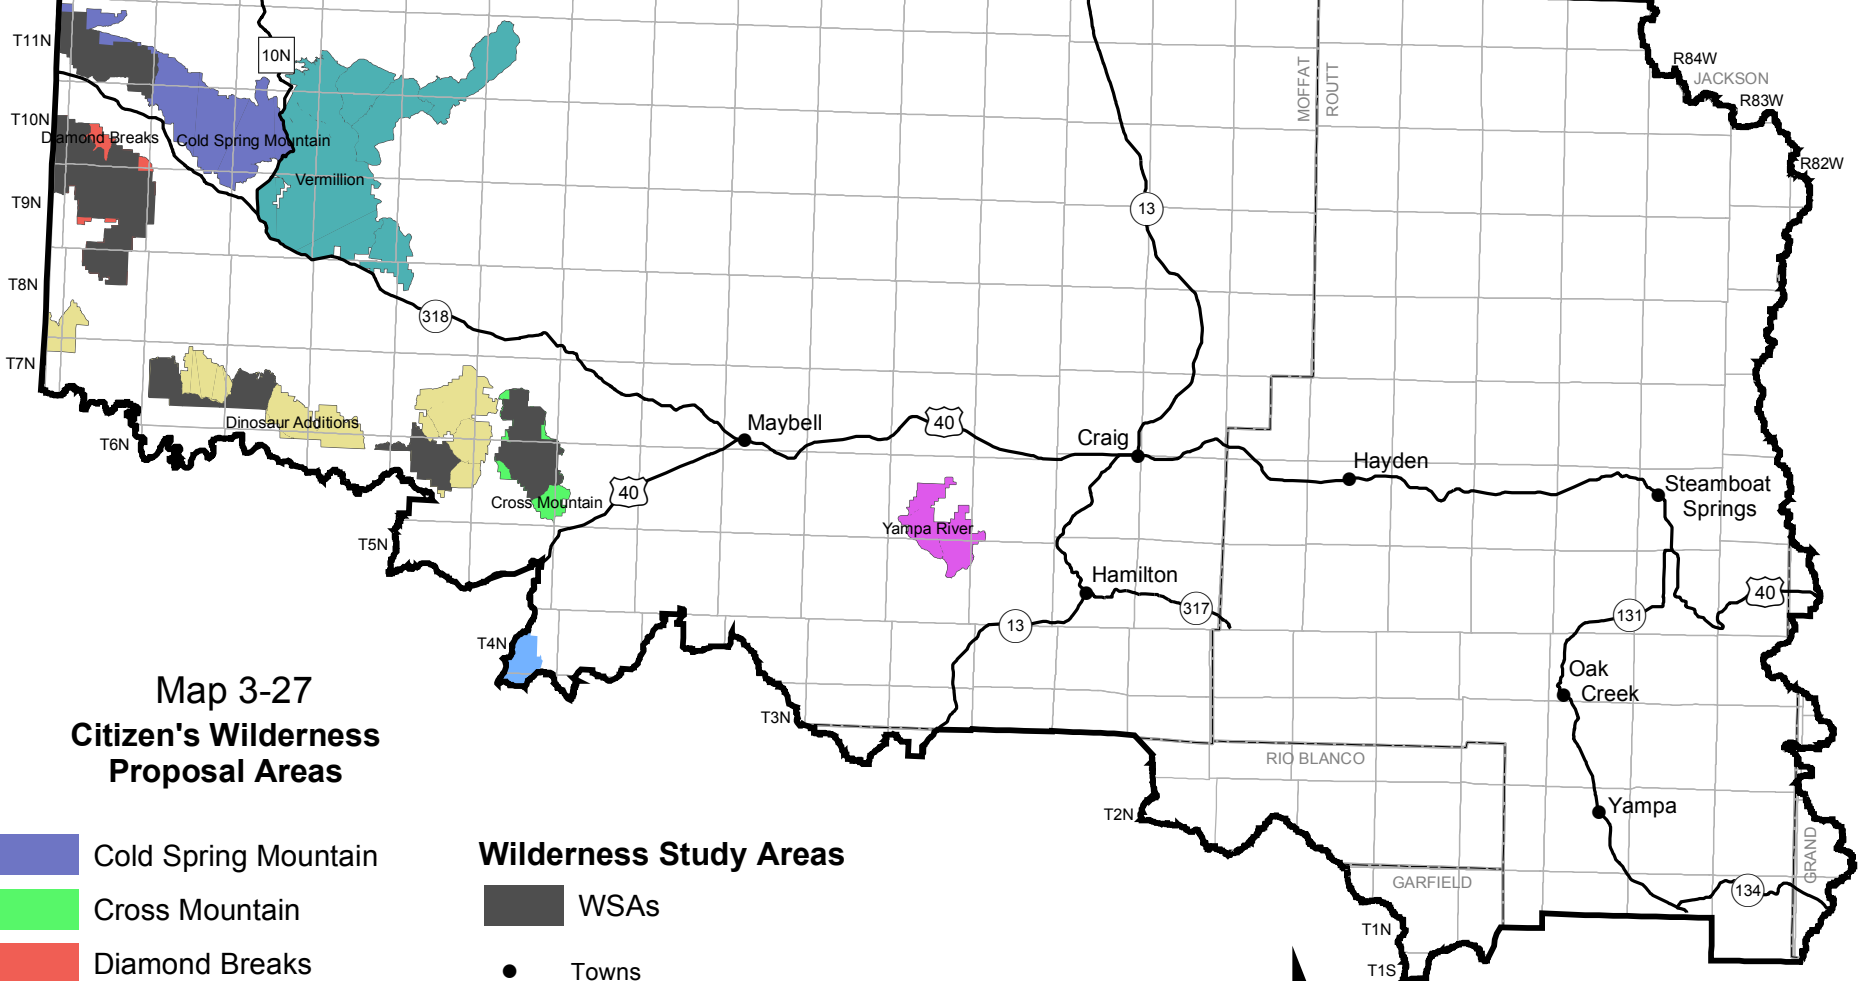 T11N
10N
MOFFAT
ROUTT
R84W
JACKSON
R83W
T10N
Diamond Breaks
Cold Spring Mountain
R82W
Vermillion
T9N
13
T8N
318
T7N
Dinosaur Additions
Maybell
40
Craig
T6N
Hayden
Steamboat
Springs
Cross Mountain
40
Yampa River
T5N
Hamilton
317
40
131
13
T4N
Oak
Creek
Map 3-27
Citizen's Wilderness
Proposal Areas
T3N
RIO BLANCO
Yampa
T2N
GRAND
GARFIELD
134
T1N
T1S
Cold Spring Mountain
Cross Mountain
Diamond Breaks
Wilderness Study Areas
WSAs
Towns